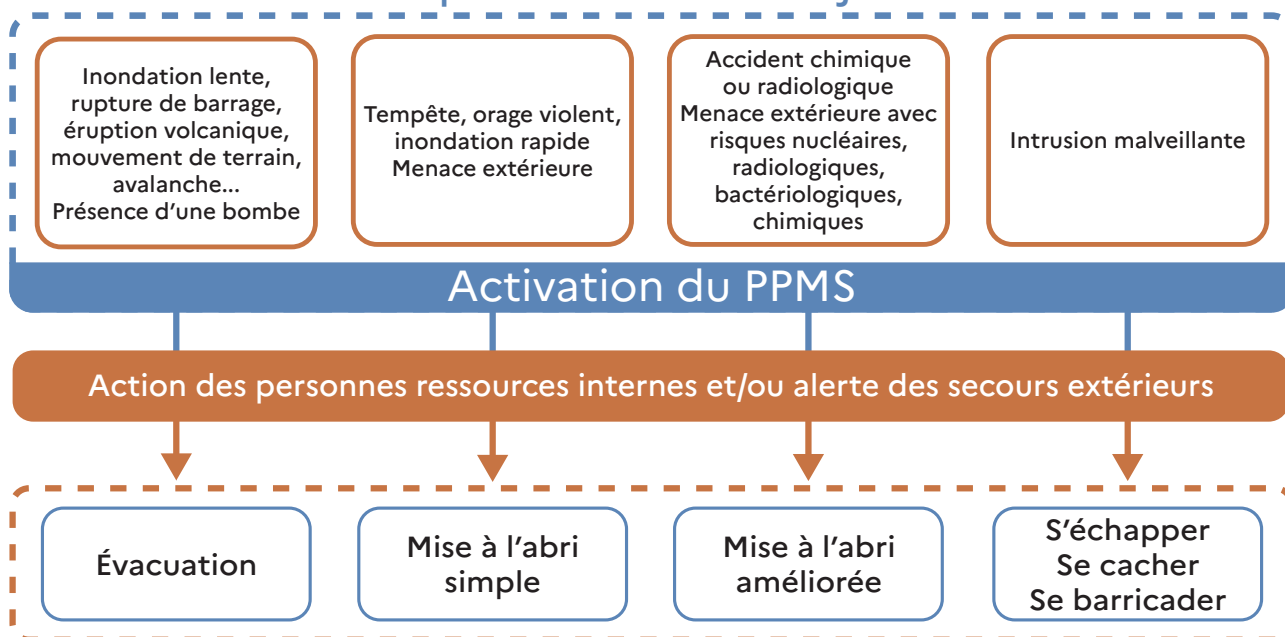 Inondation lente,
rupture de barrage,
éruption volcanique,
mouvement de terrain,
avalanche...
Présence d'une bombe
Tempête, orage violent,
inondation rapide
Menace extérieure
Accident chimique
ou radiologique
Menace extérieure avec
risques nucléaires,
radiologiques,
bactériologiques,
chimiques
Intrusion malveillante
Activation du PPMS
Action des personnes ressources internes et/ou alerte des secours extérieurs
Évacuation
Mise à l'abri
simple
Mise à l'abri
améliorée
S'échapper
Se cacher
Se barricader